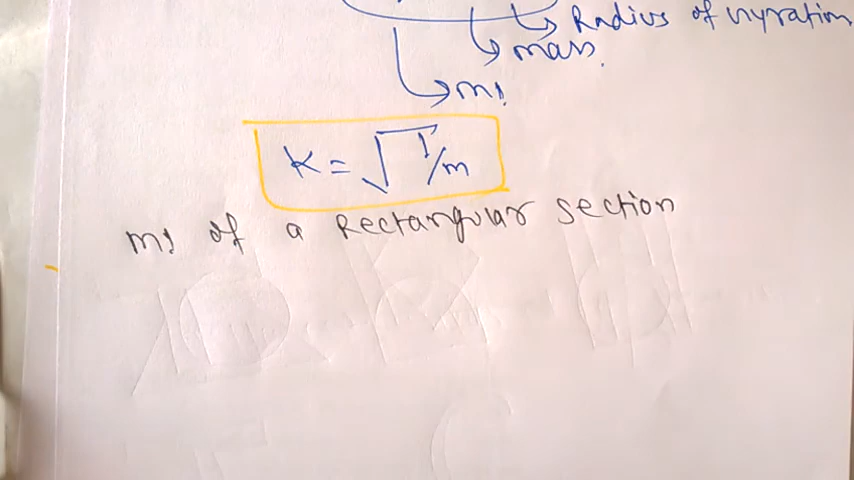 Radius of Gyration
mass.
mI
K = √I/m
mI of a Rectangular section